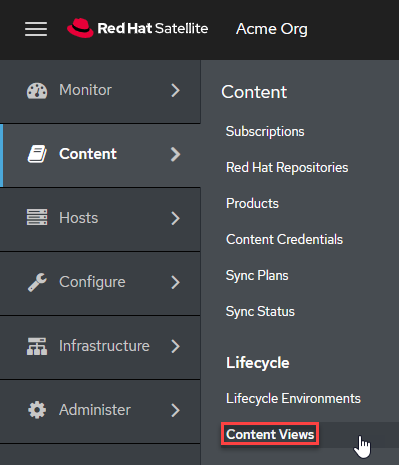 Red Hat Satellite Acme Org
Monitor
Content
Hosts
Configure
Infrastructure
Administer
Content
Subscriptions
Red Hat Repositories
Products
Content Credentials
Sync Plans
Sync Status
Lifecycle
Lifecycle Environments
Content Views